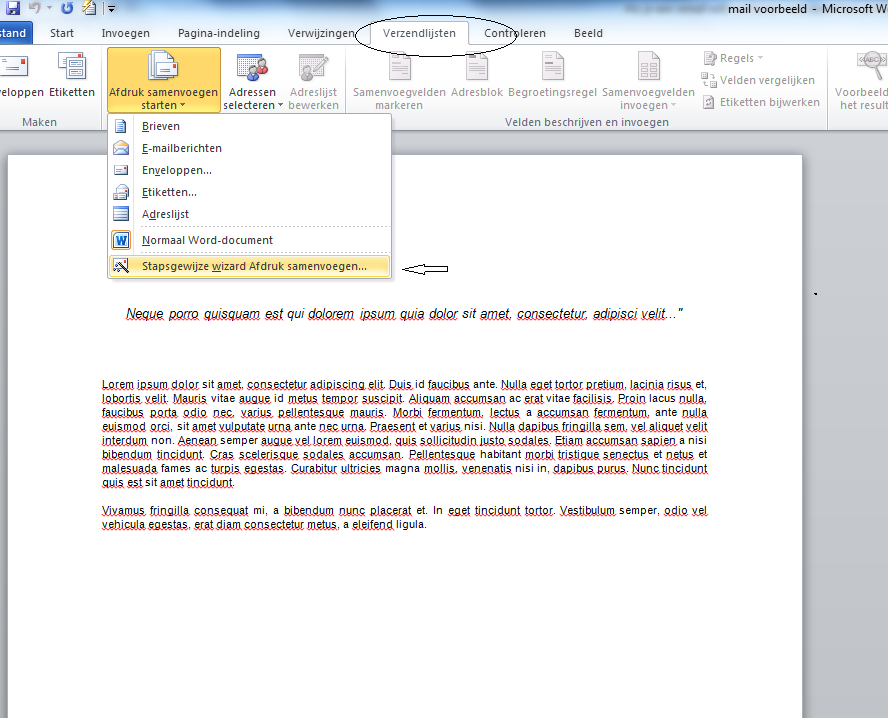 mail voorbeeld - Microsoft W
stand Start Invoegen Pagina-indeling Verwijzingen Verzendlijsten Controleren Beeld
veloppen Etiketten
Afdruk samenvoegen starten
Adressen selecteren
Adreslijst bewerken
Samenvoegvelden markeren
Adresblok
Begroetingsregel
Samenvoegvelden invoegen
Regels
Velden vergelijken
Etiketten bijwerken
ABC
Voorbeeld het result
Maken
Velden beschrijven en invoegen
Brieven
E-mailberichten
Enveloppen...
Etiketten...
Adreslijst
W Normaal Word-document
Stapsgewijze wizard Afdruk samenvoegen...
Neque porro quisquam est qui dolorem ipsum quia dolor sit amet, consectetur, adipisci velit..."
Lorem ipsum dolor sit amet, consectetur adipiscing elit. Duis id faucibus ante. Nulla eget tortor pretium, lacinia risus et,
lobortis velit. Mauris vitae augue id metus tempor suscipit. Aliquam accumsan ac erat vitae facilisis. Proin lacus nulla,
faucibus porta odio nec, varius pellentesque mauris. Morbi fermentum, lectus a accumsan fermentum, ante nulla
euismod orci, sit amet vulputate urna ante nec urna. Praesent et varius nisi. Nulla dapibus fringilla sem, vel aliquet velit
interdum non. Aenean semper augue vel lorem euismod, quis sollicitudin justo sodales. Etiam accumsan sapien a nisi
bibendum tincidunt. Cras scelerisque sodales accumsan. Pellentesque habitant morbi tristique senectus et netus et
malesuada fames ac turpis egestas. Curabitur ultricies magna mollis, venenatis nisi in, dapibus purus. Nunc tincidunt
quis est sit amet tincidunt.
Vivamus fringilla consequat mi, a bibendum nunc placerat et. In eget tincidunt tortor. Vestibulum semper, odio vel
vehicula egestas, erat diam consectetur metus, a eleifend ligula.